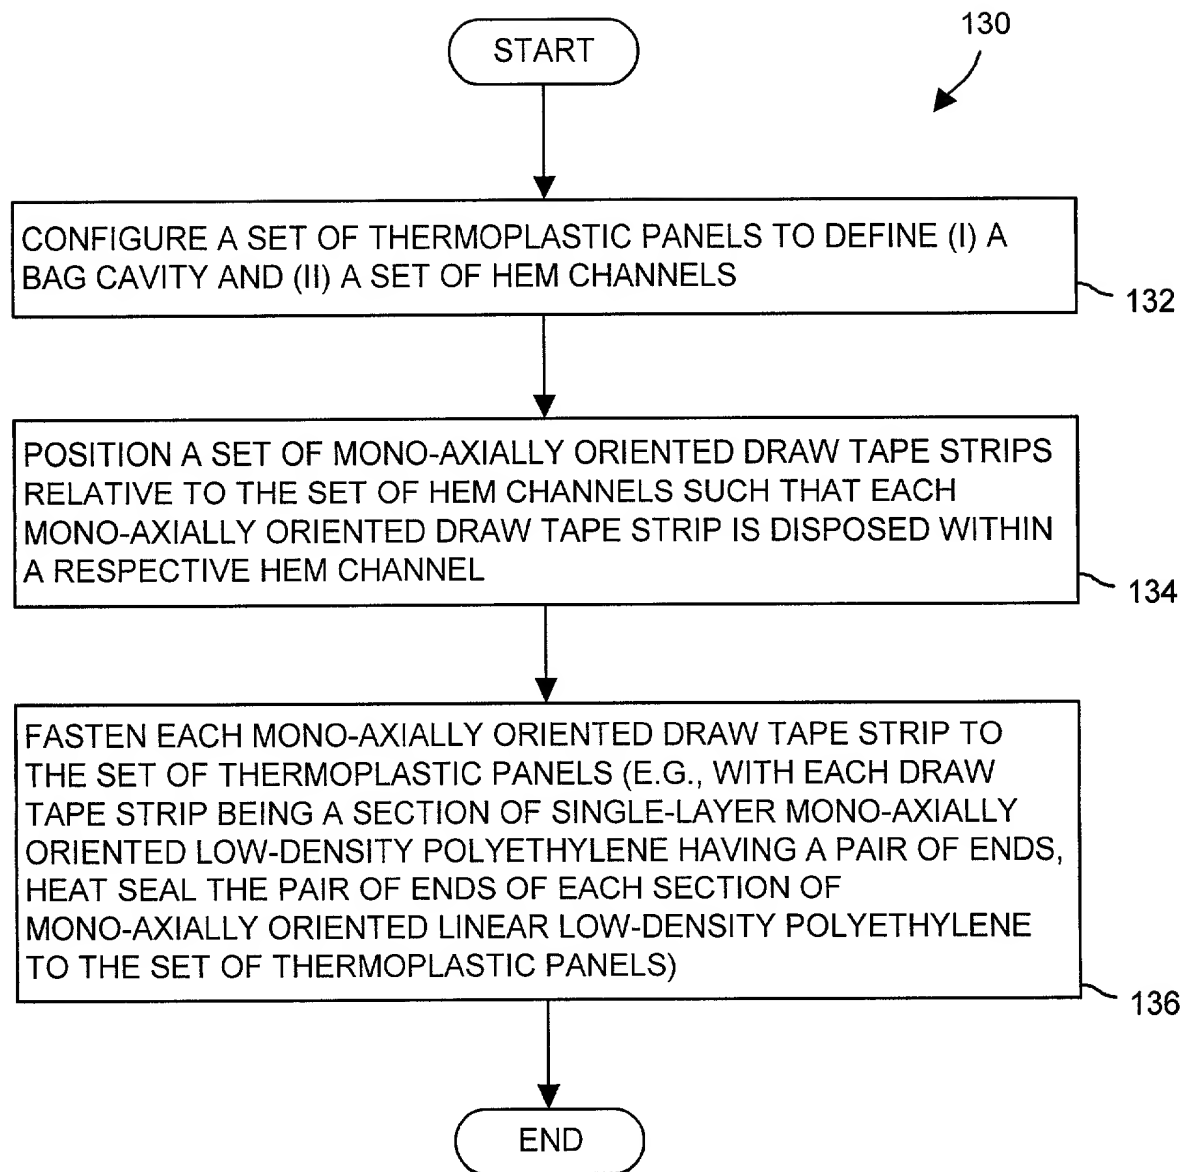 START
130
CONFIGURE A SET OF THERMOPLASTIC PANELS TO DEFINE (I) A
BAG CAVITY AND (II) A SET OF HEM CHANNELS
132
POSITION A SET OF MONO-AXIALLY ORIENTED DRAW TAPE STRIPS
RELATIVE TO THE SET OF HEM CHANNELS SUCH THAT EACH
MONO-AXIALLY ORIENTED DRAW TAPE STRIP IS DISPOSED WITHIN
A RESPECTIVE HEM CHANNEL
134
FASTEN EACH MONO-AXIALLY ORIENTED DRAW TAPE STRIP TO
THE SET OF THERMOPLASTIC PANELS (E.G., WITH EACH DRAW
TAPE STRIP BEING A SECTION OF SINGLE-LAYER MONO-AXIALLY
ORIENTED LOW-DENSITY POLYETHYLENE HAVING A PAIR OF ENDS,
HEAT SEAL THE PAIR OF ENDS OF EACH SECTION OF
MONO-AXIALLY ORIENTED LINEAR LOW-DENSITY POLYETHYLENE
TO THE SET OF THERMOPLASTIC PANELS)
136
END